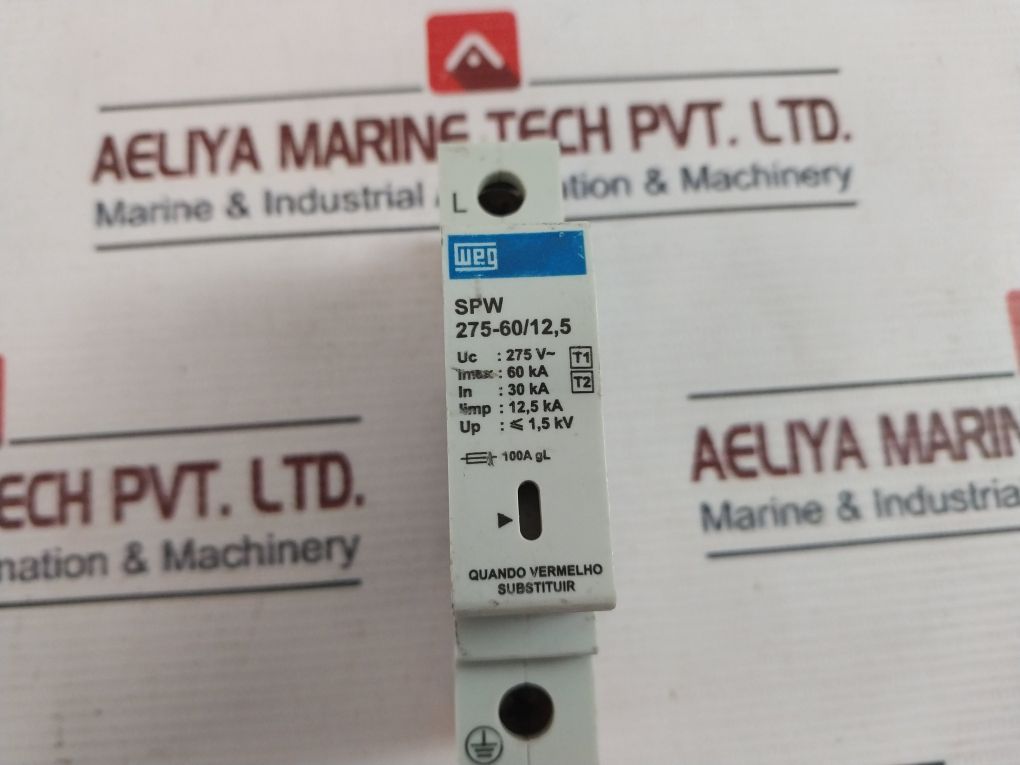 AELIYA MARINE TECH PVT. LTD.
Marine & Industrial & Machinery
L
weg
SPW
275-60/12,5
Uc : 275 V~ T1
Imax : 60 kA
In : 30 kA T2
Iimp : 12,5 kA
Up : ≤ 1,5 kV
100A gL
QUANDO VERMELHO
SUBSTITUIR
ECH PVT. LTD.
nation & Machinery
AELIYA MARIN
Marine & Industria